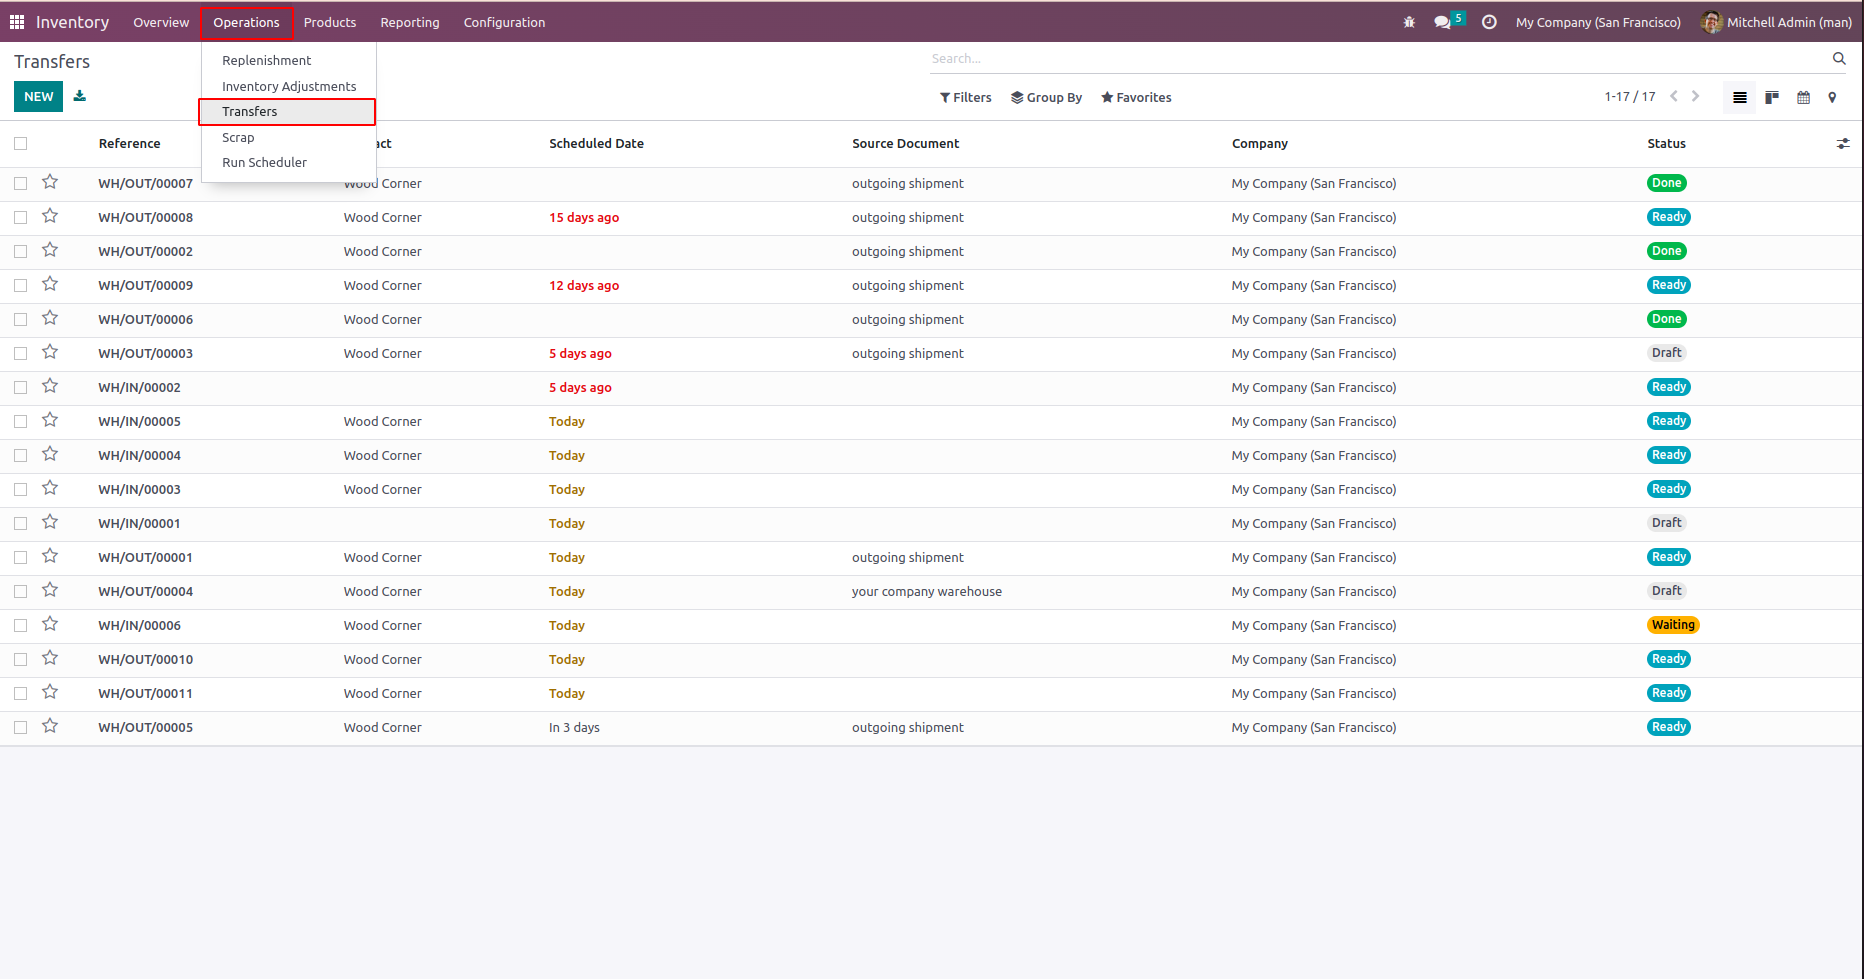 Inventory Overview Operations Products Reporting Configuration 5 My Company (San Francisco) Mitchell Admin (man)
Transfers
Search...
NEW
Filters Group By Favorites 1-17 / 17
Replenishment
Inventory Adjustments
Transfers
Scrap
Run Scheduler
Reference act Scheduled Date Source Document Company Status
WH/OUT/00007 Wood Corner outgoing shipment My Company (San Francisco) Done
WH/OUT/00008 Wood Corner 15 days ago outgoing shipment My Company (San Francisco) Ready
WH/OUT/00002 Wood Corner outgoing shipment My Company (San Francisco) Done
WH/OUT/00009 Wood Corner 12 days ago outgoing shipment My Company (San Francisco) Ready
WH/OUT/00006 Wood Corner outgoing shipment My Company (San Francisco) Done
WH/OUT/00003 Wood Corner 5 days ago outgoing shipment My Company (San Francisco) Draft
WH/IN/00002 5 days ago My Company (San Francisco) Ready
WH/IN/00005 Wood Corner Today My Company (San Francisco) Ready
WH/IN/00004 Wood Corner Today My Company (San Francisco) Ready
WH/IN/00003 Wood Corner Today My Company (San Francisco) Ready
WH/IN/00001 Today My Company (San Francisco) Draft
WH/OUT/00001 Wood Corner Today outgoing shipment My Company (San Francisco) Ready
WH/OUT/00004 Wood Corner Today your company warehouse My Company (San Francisco) Draft
WH/IN/00006 Wood Corner Today My Company (San Francisco) Waiting
WH/OUT/00010 Wood Corner Today My Company (San Francisco) Ready
WH/OUT/00011 Wood Corner Today My Company (San Francisco) Ready
WH/OUT/00005 Wood Corner In 3 days outgoing shipment My Company (San Francisco) Ready